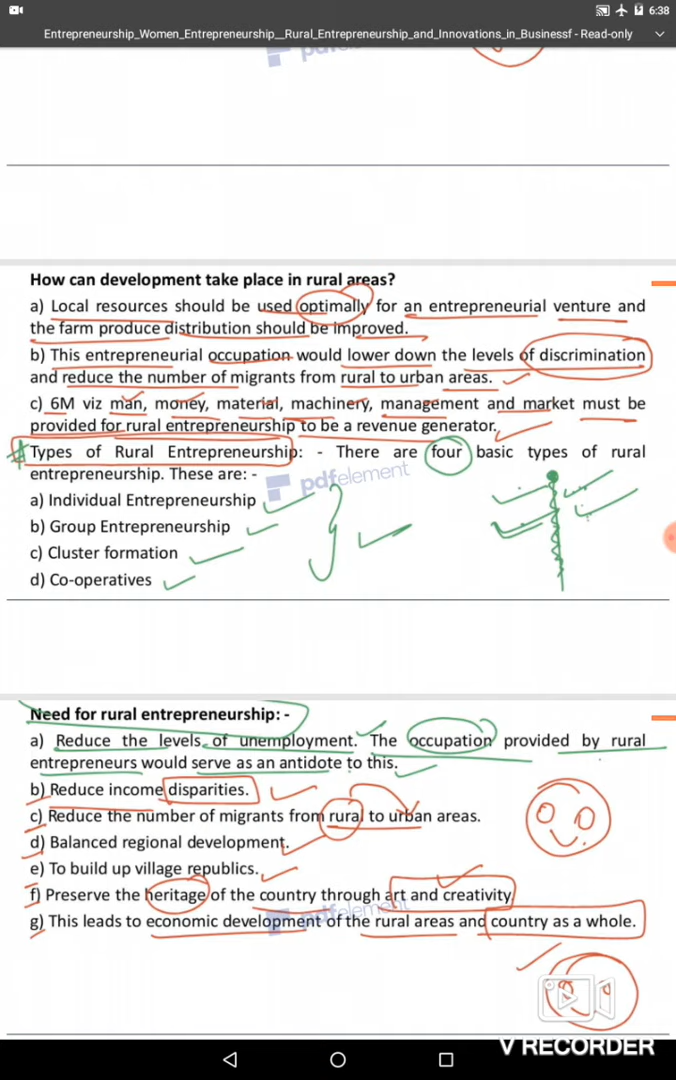 6:38
Entrepreneurship_Women_Entrepreneurship__Rural_Entrepreneurship_and_Innovations_in_Businessf - Read-only
pdfelement
How can development take place in rural areas?
a) Local resources should be used optimally for an entrepreneurial venture and
the farm produce distribution should be improved.
b) This entrepreneurial occupation would lower down the levels of discrimination
and reduce the number of migrants from rural to urban areas.
c) 6M viz man, money, material, machinery, management and market must be
provided for rural entrepreneurship to be a revenue generator.
Types of Rural Entrepreneurship: - There are four basic types of rural
entrepreneurship. These are: -
pdfelement
a) Individual Entrepreneurship
b) Group Entrepreneurship
c) Cluster formation
d) Co-operatives
Need for rural entrepreneurship: -
a) Reduce the levels of unemployment. The occupation provided by rural
entrepreneurs would serve as an antidote to this.
b) Reduce income disparities.
c) Reduce the number of migrants from rural to urban areas.
d) Balanced regional development.
e) To build up village republics.
f) Preserve the heritage of the country through art and creativity.
pdfelement
g) This leads to economic development of the rural areas and country as a whole.
V RECORDER